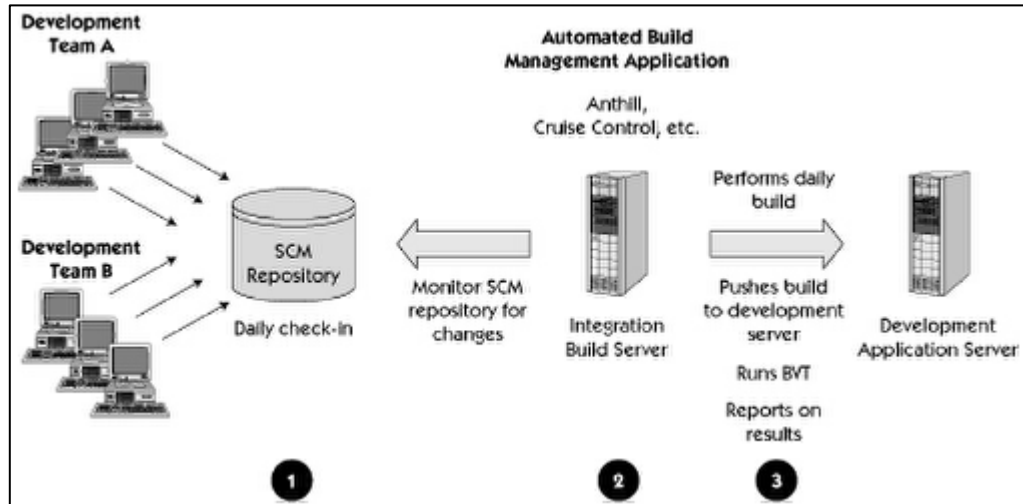 Development
Team A
Development
Team B
SCM
Repository
Daily check-in
Monitor SCM
repository for
changes
Automated Build
Management Application
Anthill,
Cruise Control, etc.
Integration
Build Server
Performs daily
build
Pushes build
to development
server
Runs BVT
Reports on
results
Development
Application Server
1
2
3